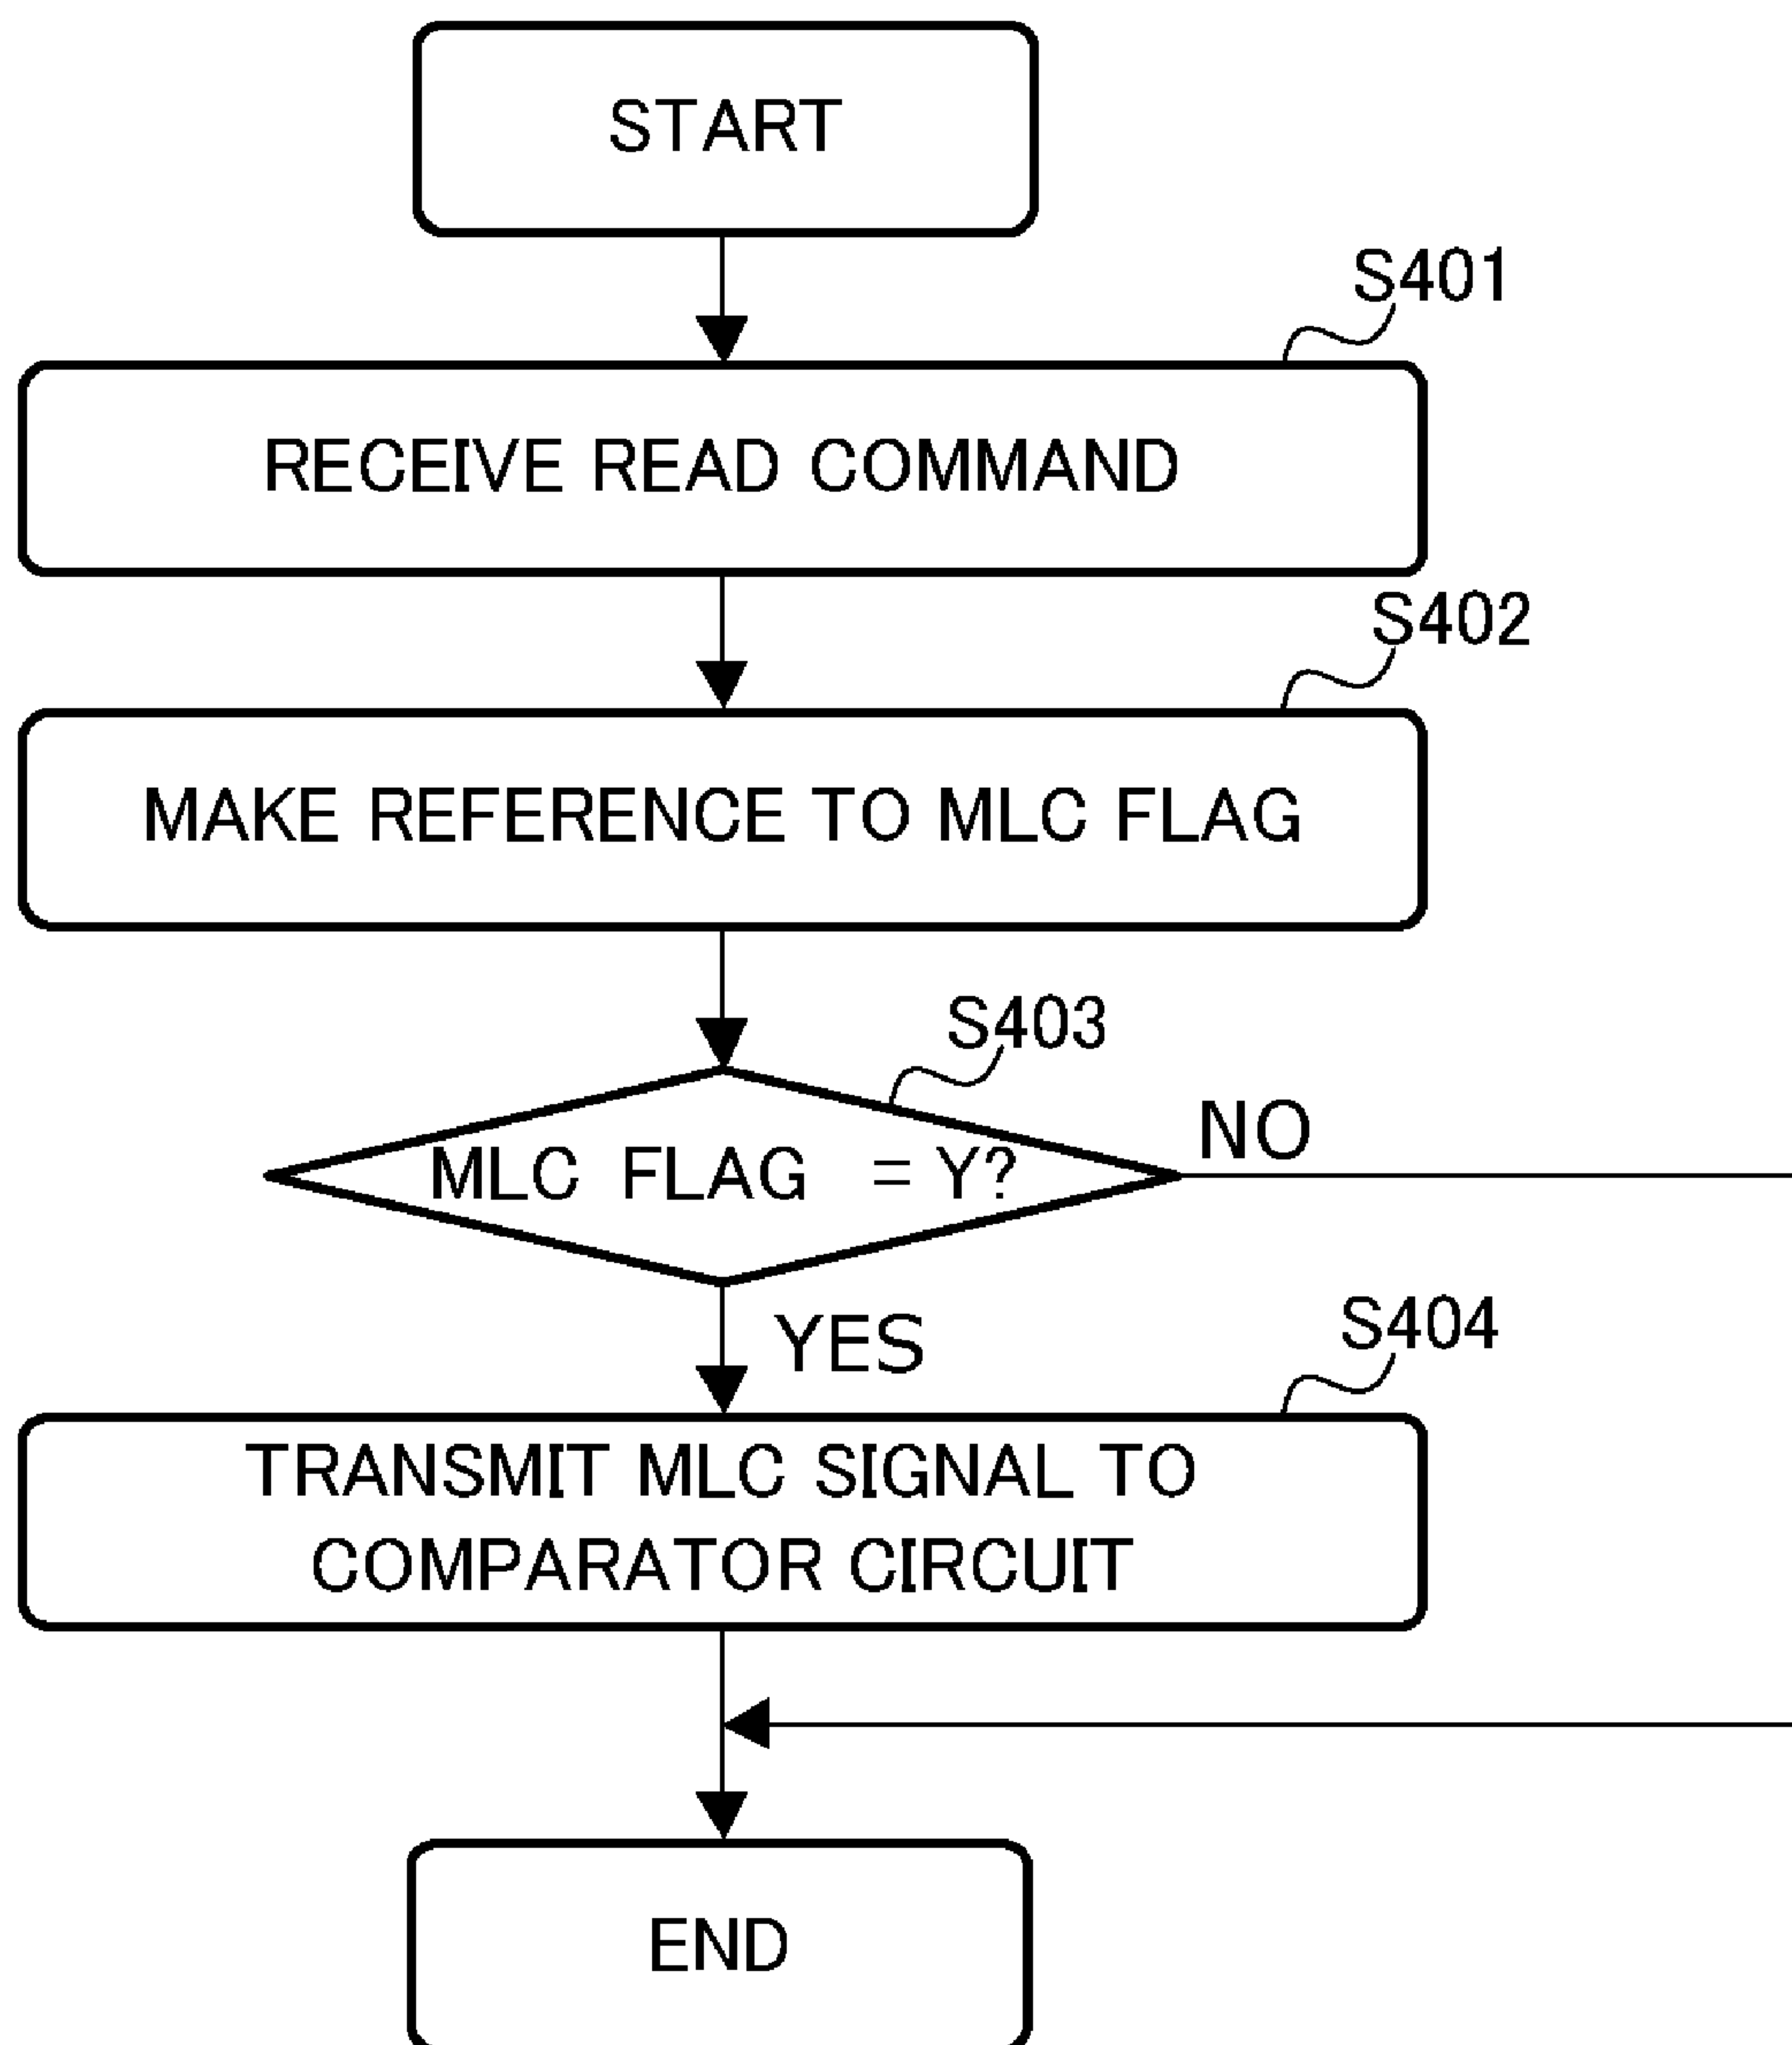 START
S401
RECEIVE READ COMMAND
S402
MAKE REFERENCE TO MLC FLAG
S403
MLC FLAG = Y?
NO
YES
S404
TRANSMIT MLC SIGNAL TO
COMPARATOR CIRCUIT
END